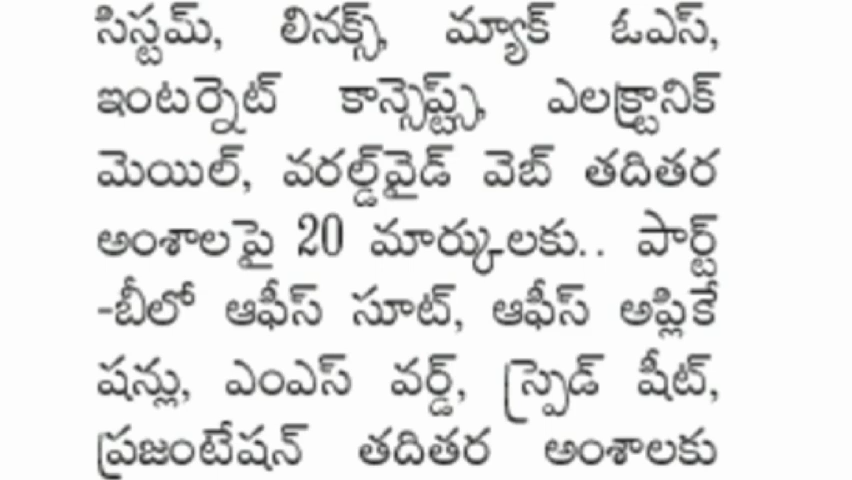 సిస్టమ్, లినక్స్, మ్యాక్ ఓఎస్,
ఇంటర్నెట్ కాన్సెప్ట్స్, ఎలక్ట్రానిక్
మెయిల్, వరల్డ్‌వైడ్ వెబ్ తదితర
అంశాలపై 20 మార్కులకు.. పార్ట్
-బీలో ఆఫీస్ సూట్, ఆఫీస్ అప్లికే
షన్లు, ఎంఎస్ వర్డ్, స్ప్రెడ్ షీట్,
ప్రజంటేషన్ తదితర అంశాలకు